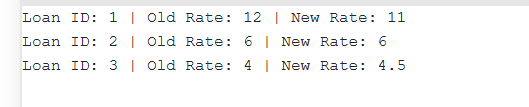 Loan ID: 1 | Old Rate: 12 | New Rate: 11
Loan ID: 2 | Old Rate: 6 | New Rate: 6
Loan ID: 3 | Old Rate: 4 | New Rate: 4.5